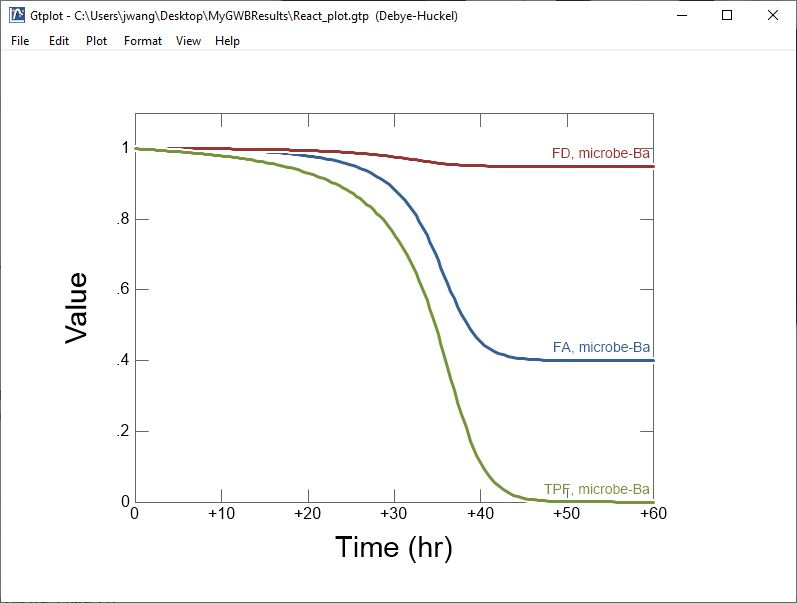 Gtplot - C:\Users\jwang\Desktop\MyGWBResults\React_plot.gtp (Debye-Huckel)
File Edit Plot Format View Help
1
FD, microbe-Ba
.8
.6
Value
FA, microbe-Ba
.4
.2
TPF, microbe-Ba
0
0 +10 +20 +30 +40 +50 +60
Time (hr)